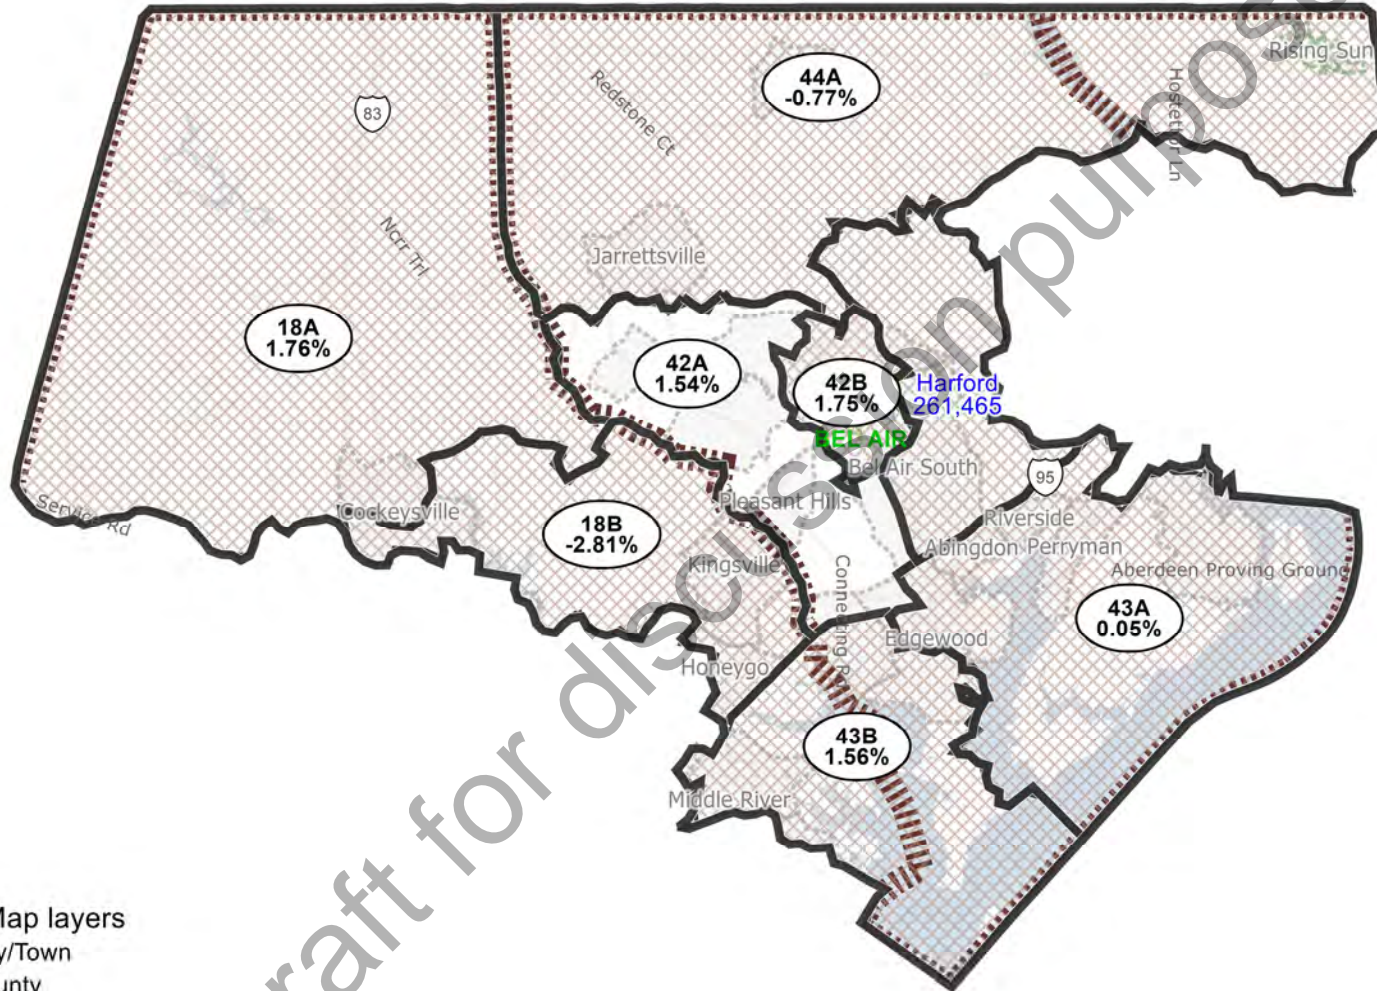 Rising Sun
44A
-0.77%
Hostetter Ln
Redstone Ct
83
Ncrr Trl
Jarrettsville
18A
1.76%
42A
1.54%
42B
1.75%
Harford
261,465
BEL AIR
Bel Air South
95
Service Rd
Cockeysville
Pleasant Hills
18B
-2.81%
Riverside
Abingdon
Perryman
Kingsville
Aberdeen Proving Ground
43A
0.05%
Edgewood
Honeygo
43B
1.56%
Middle River
Map layers
y/Town
unty
raft for discussion purpose